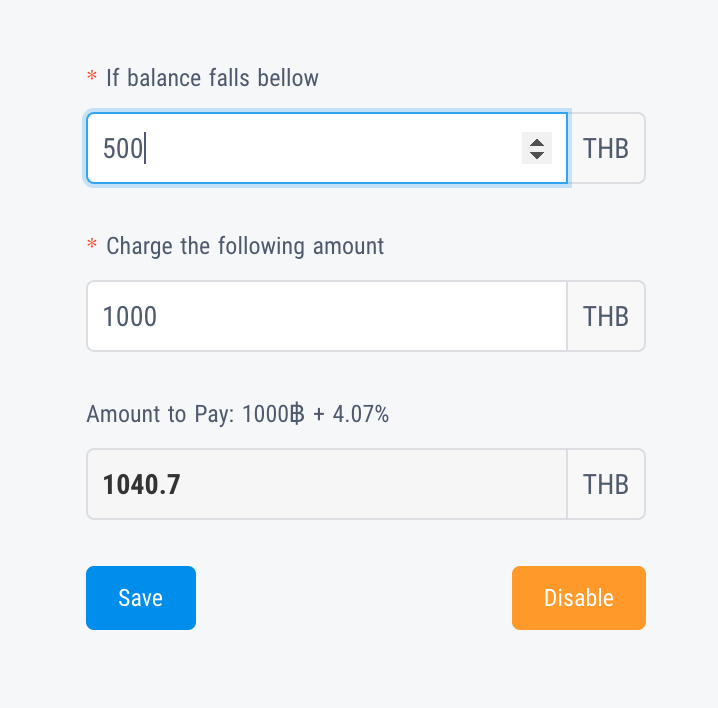 * If balance falls bellow
500 THB
* Charge the following amount
1000 THB
Amount to Pay: 1000฿ + 4.07%
1040.7 THB
Save Disable